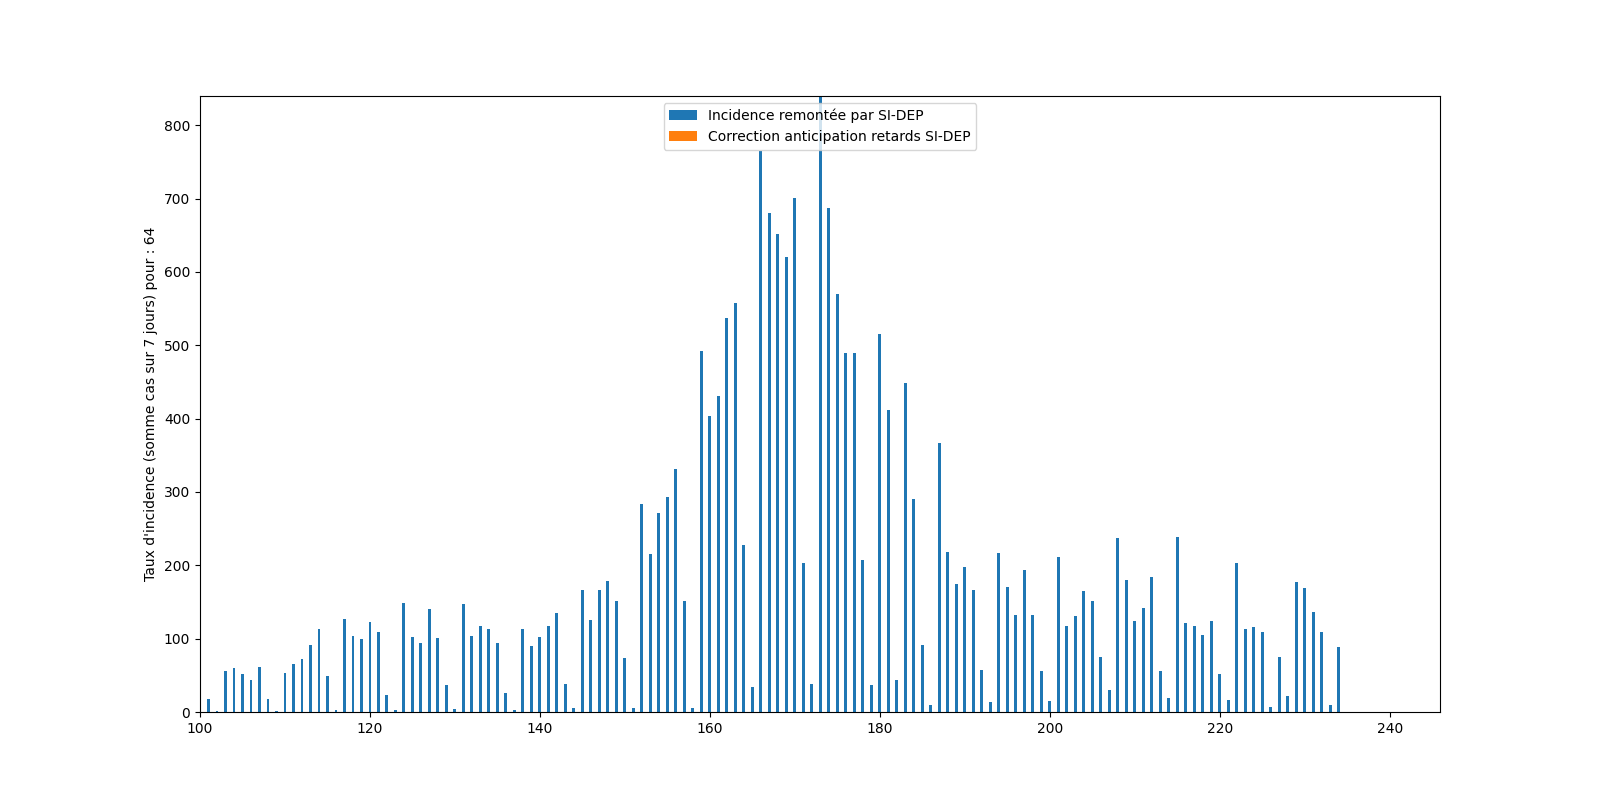 Incidence remontée par SI-DEP
Correction anticipation retards SI-DEP
Taux d'incidence (somme cas sur 7 jours) pour : 64
800
700
600
500
400
300
200
100
0
100 120 140 160 180 200 220 240